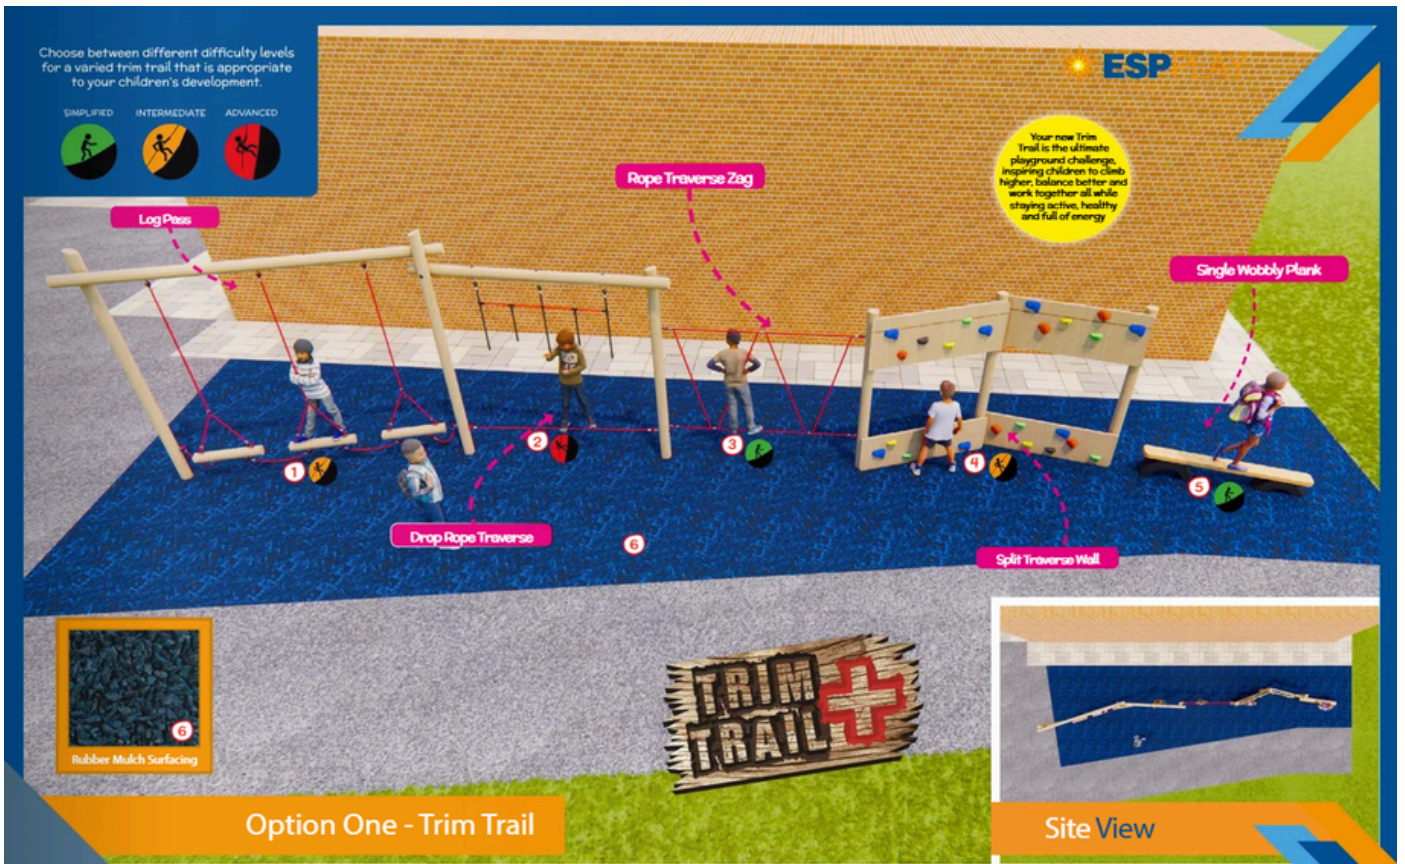 Choose between different difficulty levels
for a varied trim trail that is appropriate
to your children's development.
SIMPLIFIED
INTERMEDIATE
ADVANCED
ESP PLAY
Your new Trim
Trail is the ultimate
playground challenge,
inspiring children to climb
higher, balance better and
work together all while
staying active, healthy
and full of energy
Log Pass
Rope Traverse Zag
Single Wobbly Plank
1
2
3
4
5
Drop Rope Traverse
6
Split Traverse Wall
6
Rubber Mulch Surfacing
TRIM
TRAIL
Option One - Trim Trail
Site View